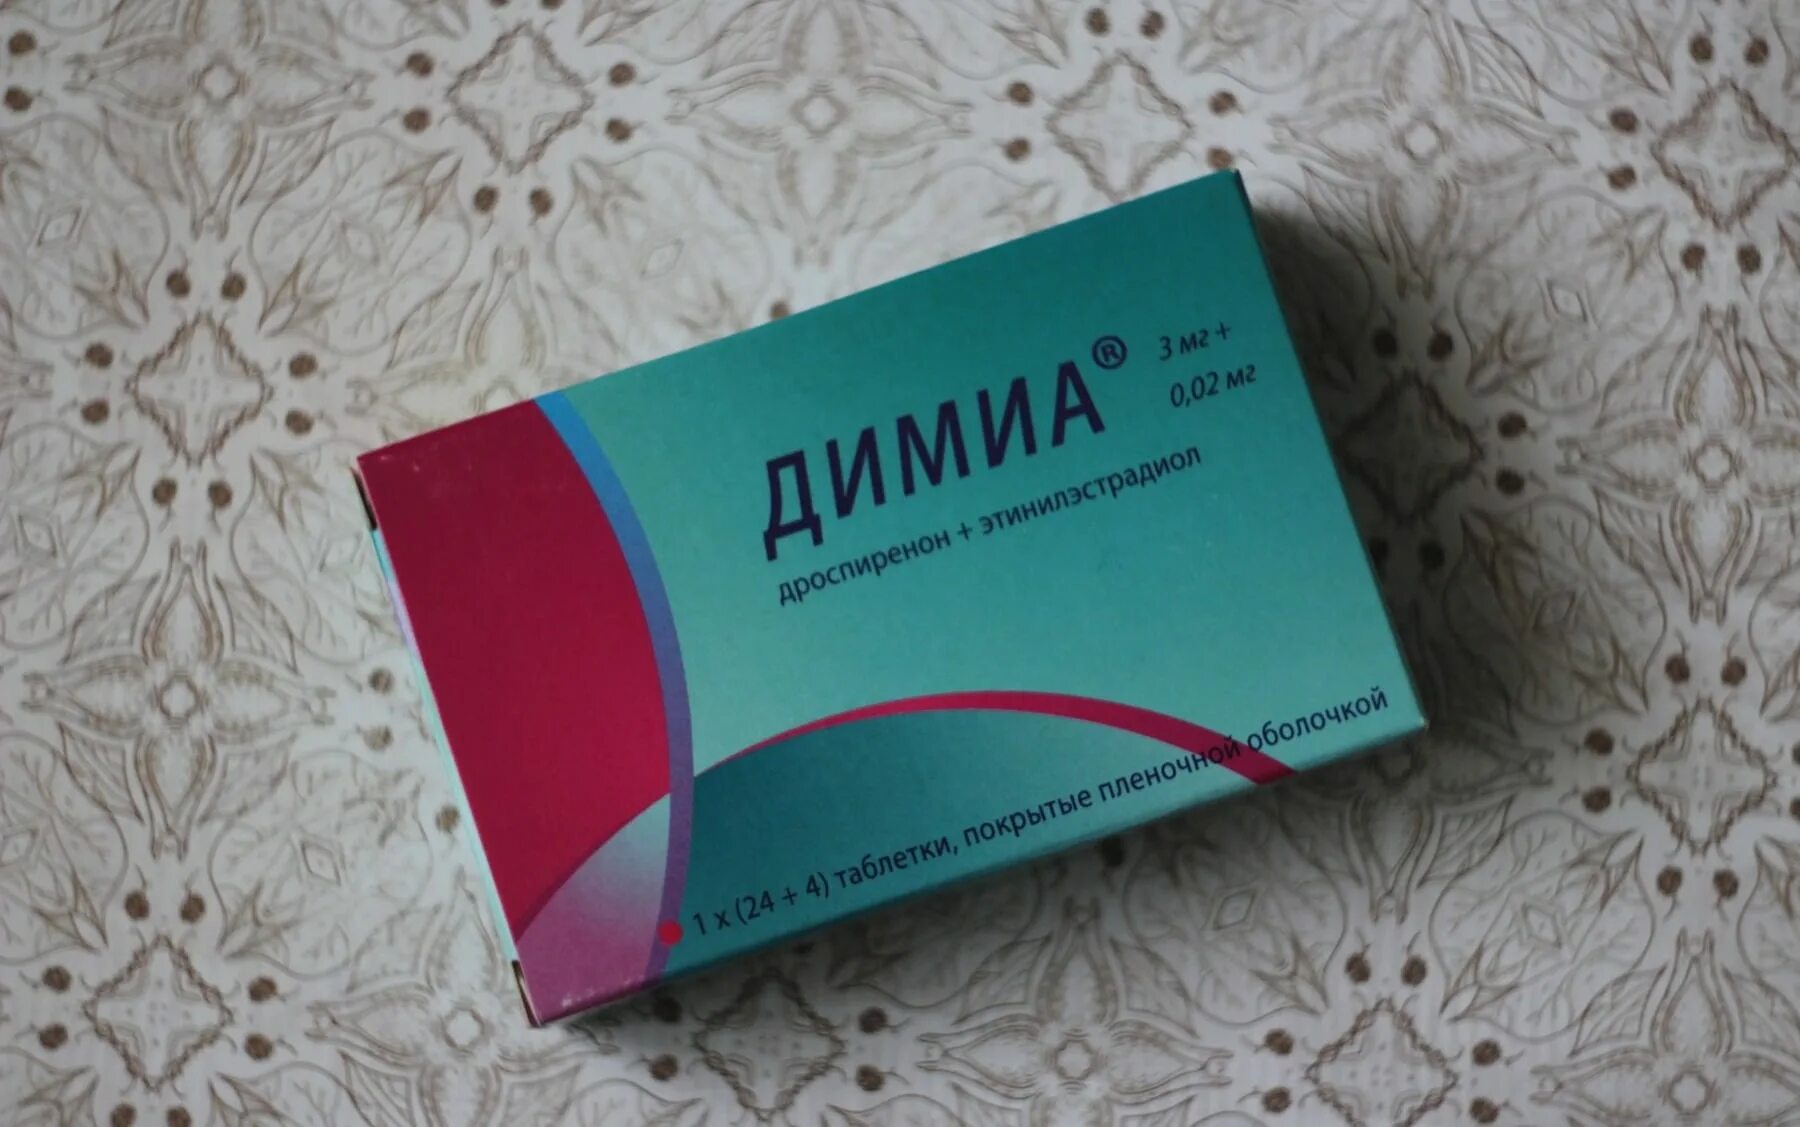 ДИМИА® 3 мг +
0,02 мг
дроспиренон + этинилэстрадиол
1 x (24 + 4) таблетки, покрытые пленочной оболочкой